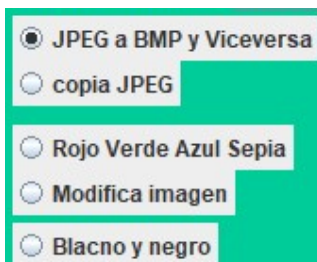 JPEG a BMP y Viceversa
copia JPEG
Rojo Verde Azul Sepia
Modifica imagen
Blacno y negro